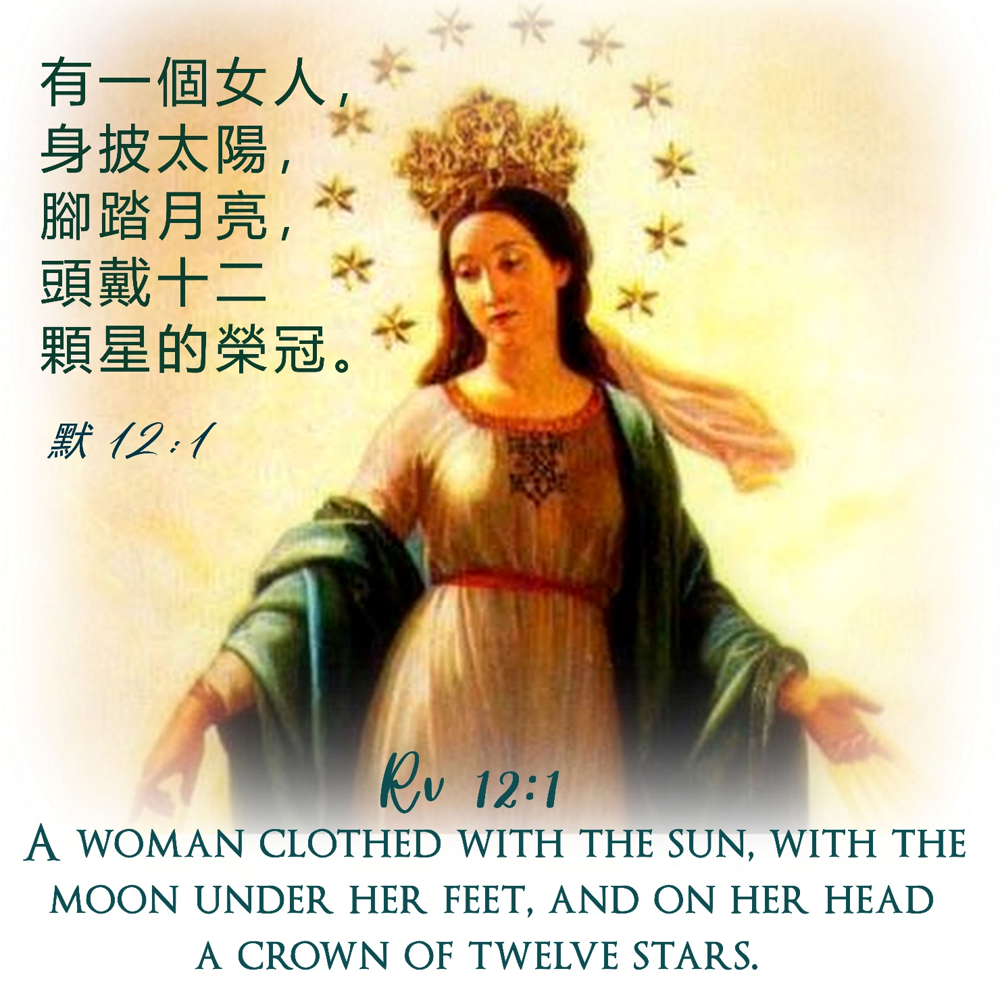 有一個女人,
身披太陽,
腳踏月亮,
頭戴十二
顆星的榮冠。
默 12:1
Rv 12:1
A WOMAN CLOTHED WITH THE SUN, WITH THE
MOON UNDER HER FEET, AND ON HER HEAD
A CROWN OF TWELVE STARS.